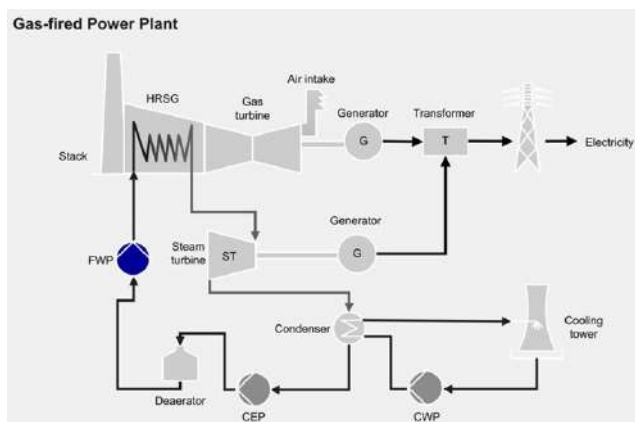 Gas-fired Power Plant
Air intake
HRSG
Gas
turbine
Generator
Transformer
G
T
Electricity
Stack
Generator
FWP
Steam
turbine
ST
G
Condenser
Cooling
tower
Deaerator
CEP
CWP